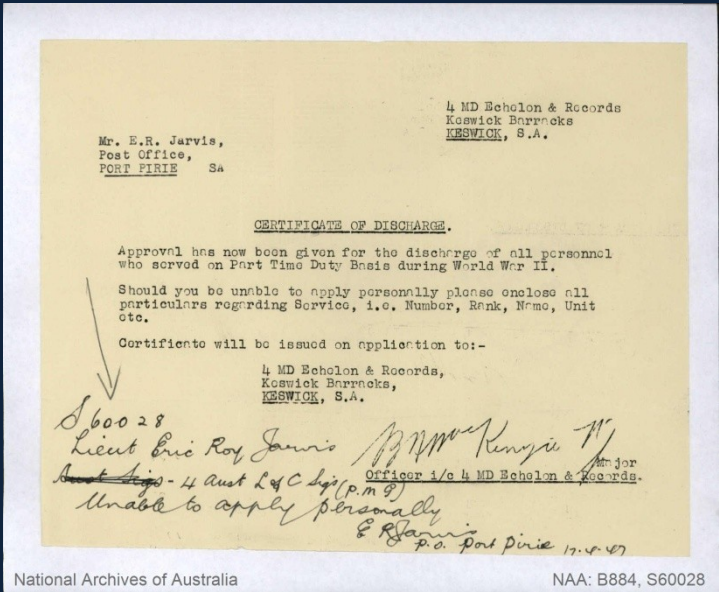 4 MD Echelon & Records
Keswick Barracks
KESWICK, S.A.
Mr. E.R. Jarvis,
Post Office,
PORT PIRIE SA
CERTIFICATE OF DISCHARGE.
Approval has now been given for the discharge of all personnel
who served on Part Time Duty Basis during World War II.
Should you be unable to apply personally please enclose all
particulars regarding Service, i.e. Number, Rank, Name, Unit
etc.
Certificate will be issued on application to:-
4 MD Echelon & Records,
Keswick Barracks,
KESWICK, S.A.
S60028
Lieut Eric Roy Jarvis
Aust Sigs - 4 Aust L of C Sigs (P.M.G)
Unable to apply personally
E R Jarvis
P.O. Port Pirie 17-4-47
Kenzie
Major
Officer i/c 4 MD Echelon & Records.
National Archives of Australia
NAA: B884, S60028